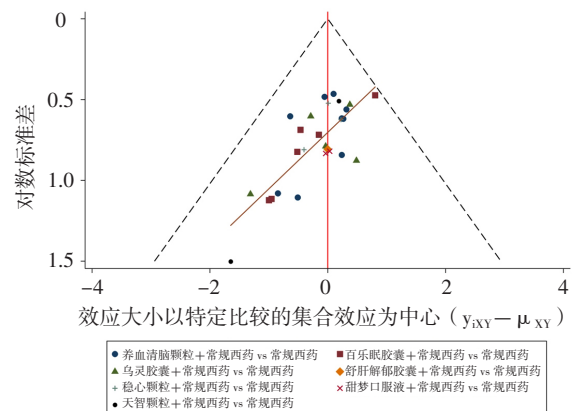 0
0.5
1.0
1.5
对数标准差
−4 −2 0 2 4
效应大小以特定比较的集合效应为中心（yiXY－μXY）
养血清脑颗粒＋常规西药 vs 常规西药 百乐眠胶囊＋常规西药 vs 常规西药
乌灵胶囊＋常规西药 vs 常规西药 舒肝解郁胶囊＋常规西药 vs 常规西药
稳心颗粒＋常规西药 vs 常规西药 甜梦口服液＋常规西药 vs 常规西药
天智颗粒＋常规西药 vs 常规西药